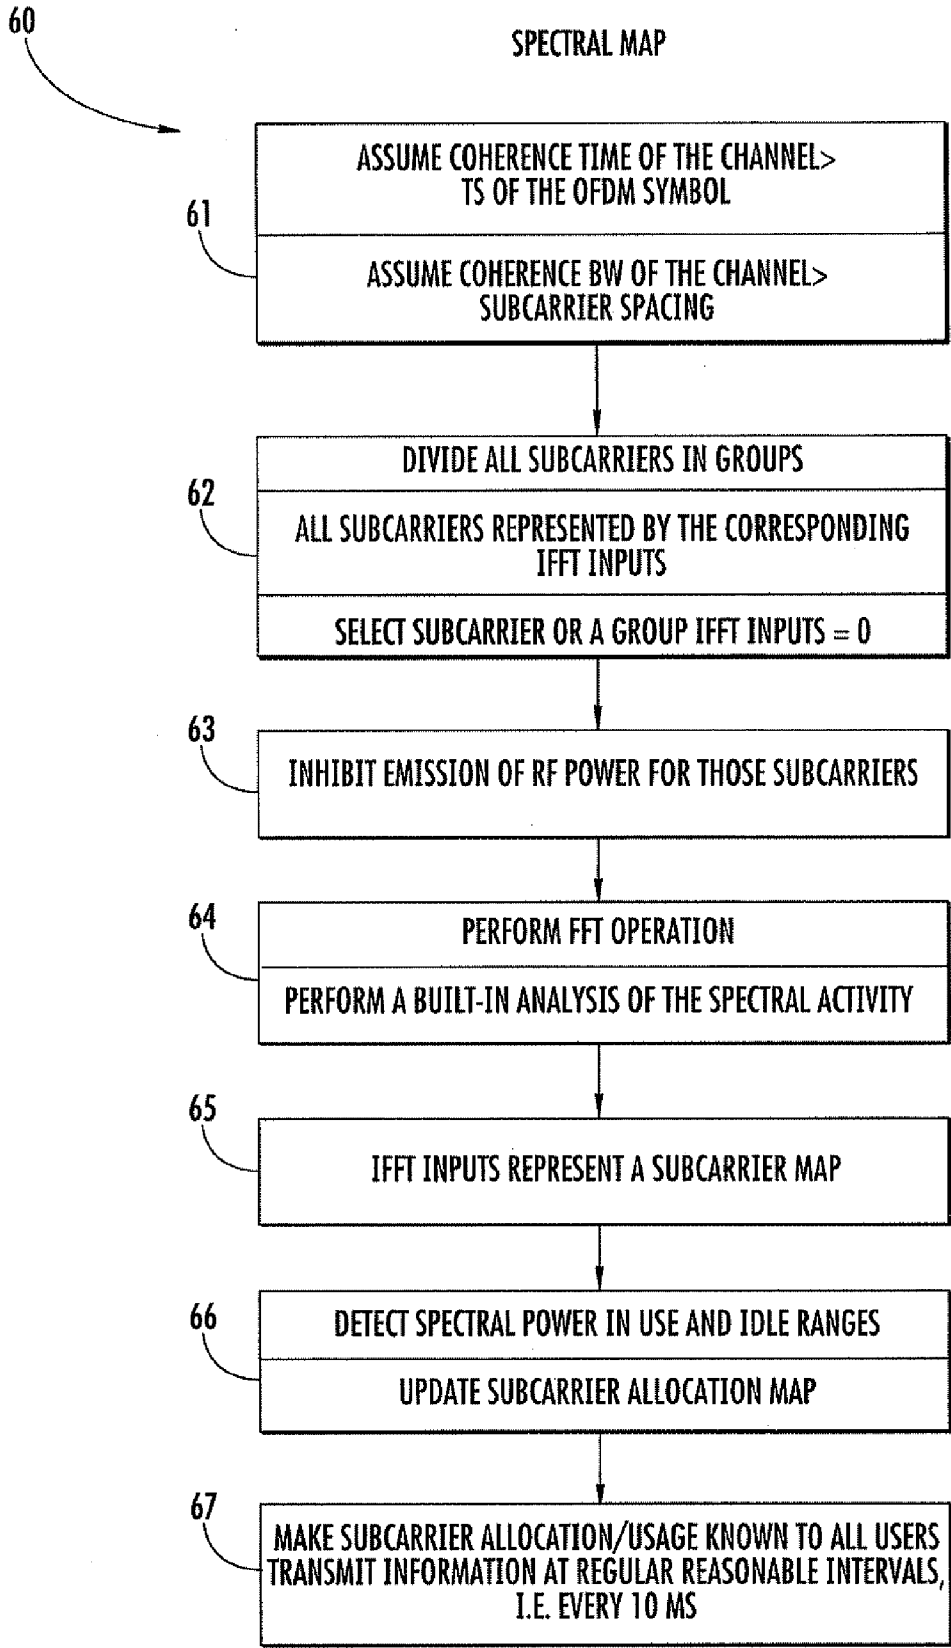 60
SPECTRAL MAP
ASSUME COHERENCE TIME OF THE CHANNEL>
TS OF THE OFDM SYMBOL
61
ASSUME COHERENCE BW OF THE CHANNEL>
SUBCARRIER SPACING
DIVIDE ALL SUBCARRIERS IN GROUPS
62
ALL SUBCARRIERS REPRESENTED BY THE CORRESPONDING
IFFT INPUTS
SELECT SUBCARRIER OR A GROUP IFFT INPUTS = 0
63
INHIBIT EMISSION OF RF POWER FOR THOSE SUBCARRIERS
64
PERFORM FFT OPERATION
PERFORM A BUILT-IN ANALYSIS OF THE SPECTRAL ACTIVITY
65
IFFT INPUTS REPRESENT A SUBCARRIER MAP
66
DETECT SPECTRAL POWER IN USE AND IDLE RANGES
UPDATE SUBCARRIER ALLOCATION MAP
67
MAKE SUBCARRIER ALLOCATION/USAGE KNOWN TO ALL USERS
TRANSMIT INFORMATION AT REGULAR REASONABLE INTERVALS,
I.E. EVERY 10 MS